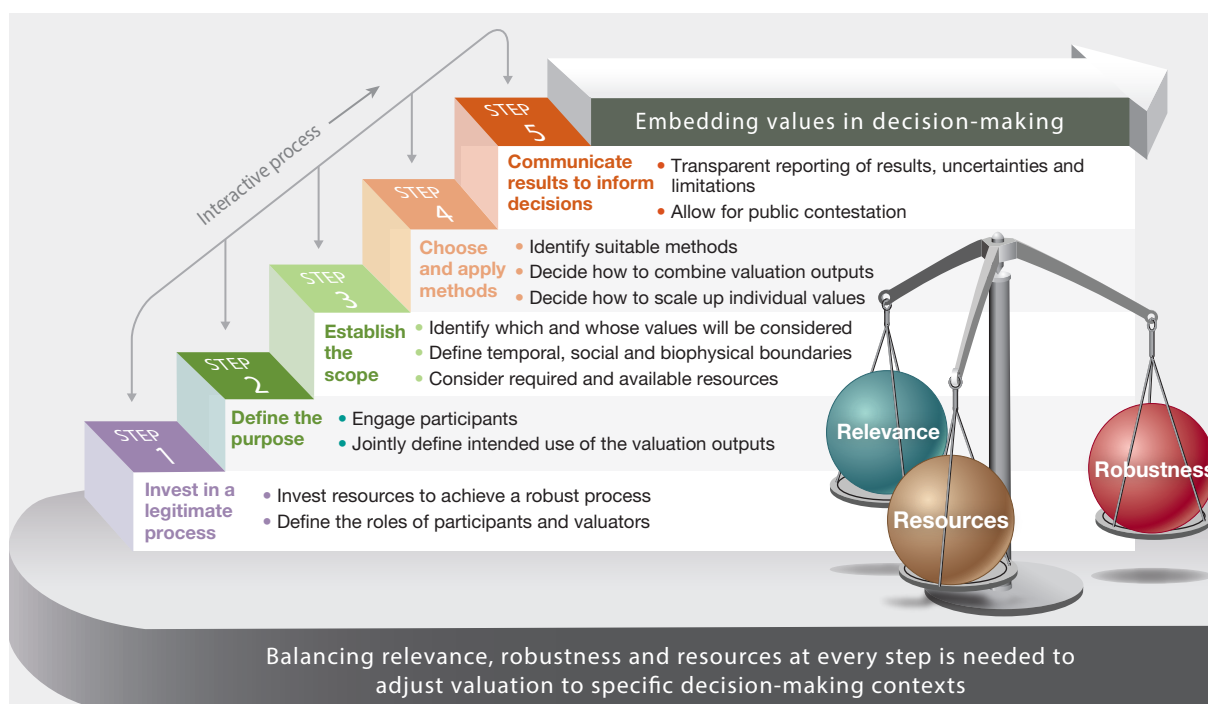 STEP
5
Embedding values in decision-making
Interactive process
Communicate
results to inform
decisions
• Transparent reporting of results, uncertainties and
limitations
• Allow for public contestation
STEP
4
Choose
and apply
methods
• Identify suitable methods
• Decide how to combine valuation outputs
• Decide how to scale up individual values
STEP
3
Establish
the
scope
• Identify which and whose values will be considered
• Define temporal, social and biophysical boundaries
• Consider required and available resources
STEP
2
Define the
purpose
• Engage participants
• Jointly define intended use of the valuation outputs
STEP
1
Invest in a
legitimate
process
• Invest resources to achieve a robust process
• Define the roles of participants and valuators
Relevance
Resources
Robustness
Balancing relevance, robustness and resources at every step is needed to
adjust valuation to specific decision-making contexts